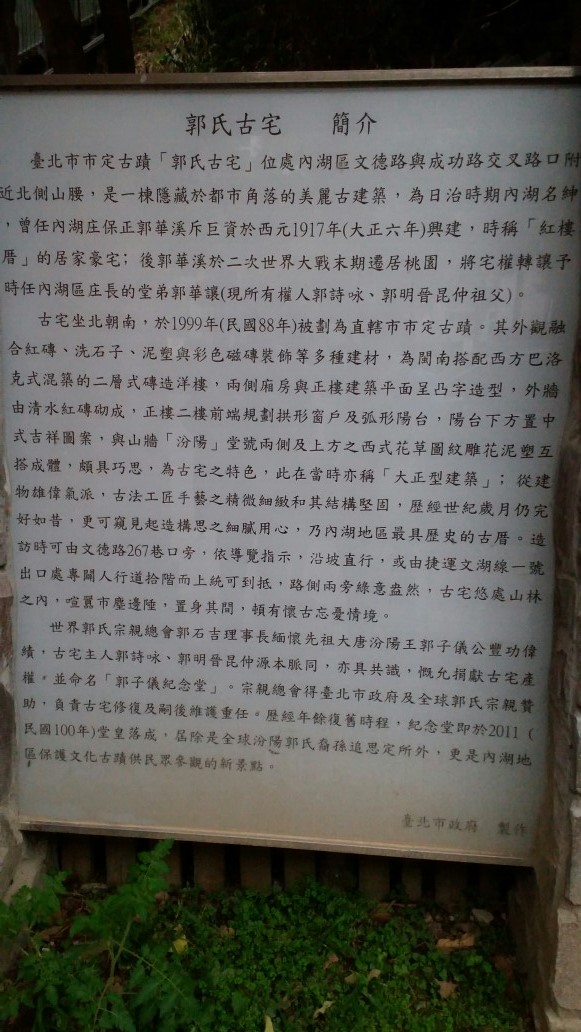 郭氏古宅　　簡介
臺北市市定古蹟「郭氏古宅」位處內湖區文德路與成功路交叉路口附
近北側山腰，是一棟隱藏於都市角落的美麗古建築，為日治時期內湖名紳
，曾任內湖庄保正郭華溪斥巨資於西元1917年(大正六年)興建，時稱「紅樓
厝」的居家豪宅；後郭華溪於二次世界大戰末期遷居桃園，將宅權轉讓予
時任內湖區庄長的堂弟郭華讓(現所有權人郭詩咏、郭明晉昆仲祖父)。
古宅坐北朝南，於1999年(民國88年)被劃為直轄市市定古蹟。其外觀融
合紅磚、洗石子、泥塑與彩色磁磚裝飾等多種建材，為閩南搭配西方巴洛
克式混築的二層式磚造洋樓，兩側廂房與正樓建築平面呈凸字造型，外牆
由清水紅磚砌成，正樓二樓前端規劃拱形窗戶及弧形陽台，陽台下方置中
式吉祥圖案，與山牆「汾陽」堂號兩側及上方之西式花草圖紋雕花泥塑互
搭成體，頗具巧思，為古宅之特色，此在當時亦稱「大正型建築」；從建
物雄偉氣派，古法工匠手藝之精微細緻和其結構堅固，歷經世紀歲月仍完
好如昔，更可窺見起造構思之細膩用心，乃內湖地區最具歷史的古厝。造
訪時可由文德路267巷口旁，依導覽指示，沿坡直行，或由捷運文湖線一號
出口處專闢人行道拾階而上統可到抵，路側兩旁綠意盎然，古宅悠處山林
之內，喧囂市塵邊陲，置身其間，頓有懷古忘憂情境。
世界郭氏宗親總會郭石吉理事長緬懷先祖大唐汾陽王郭子儀公豐功偉
績，古宅主人郭詩咏、郭明晉昆仲源本脈同，亦具共識，慨允捐獻古宅產
權。並命名「郭子儀紀念堂」。宗親總會得臺北市政府及全球郭氏宗親贊
助，負責古宅修復及嗣後維護重任。歷經年餘復舊時程，紀念堂即於2011（
民國100年)堂皇落成，屆除是全球汾陽郭氏裔孫追思定所外，更是內湖地
區保護文化古蹟供民眾參觀的新景點。
臺北市政府　製作